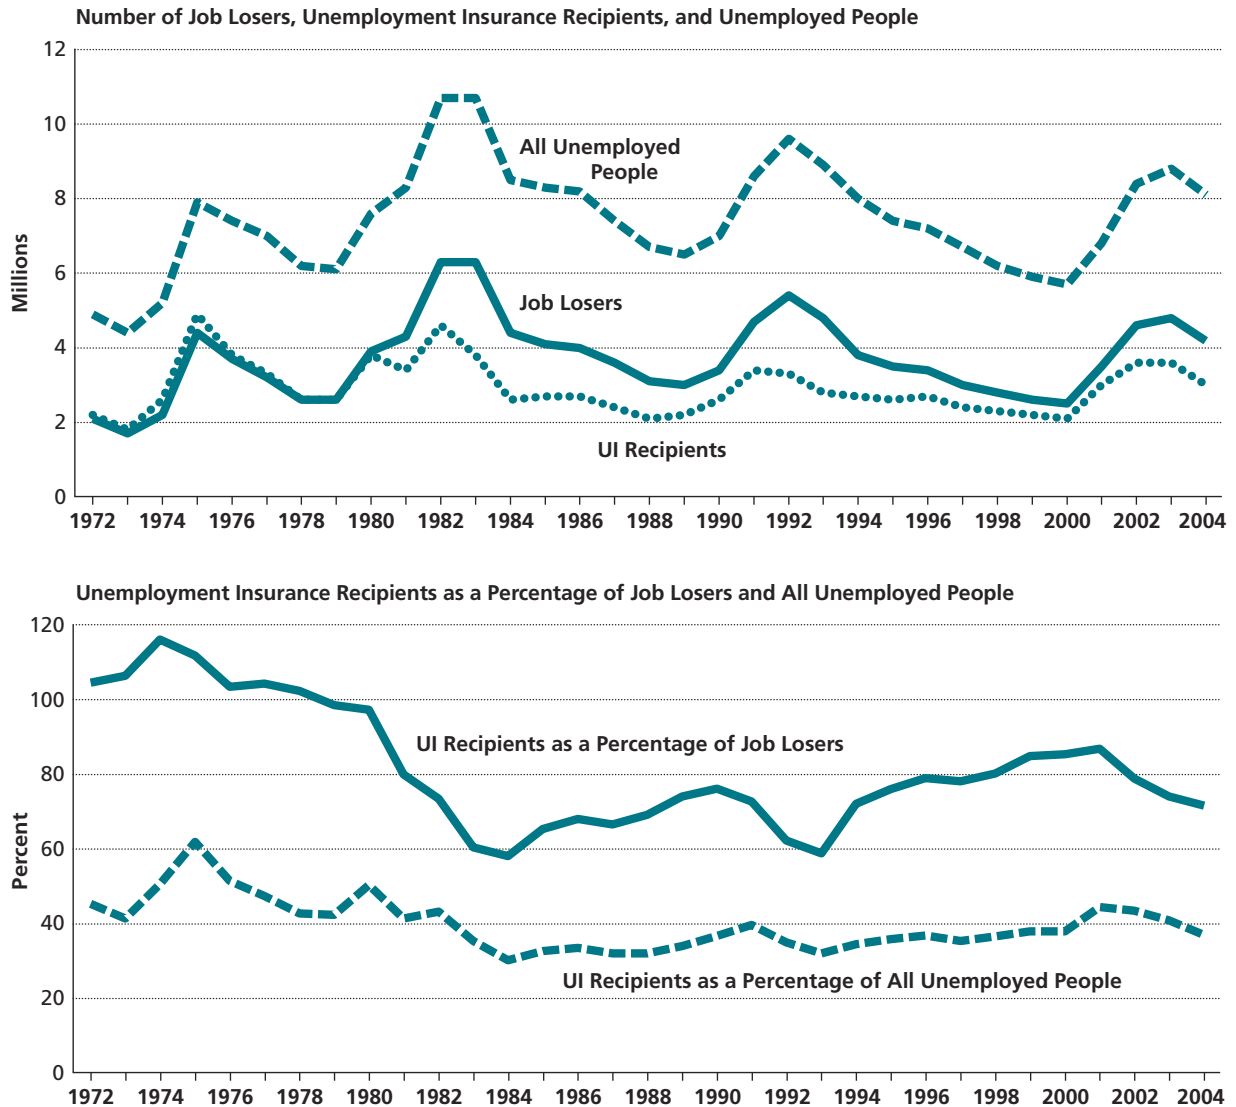 Number of Job Losers, Unemployment Insurance Recipients, and Unemployed People
12
10
All Unemployed
People
8
Millions
6
Job Losers
4
UI Recipients
2
0
1972 1974 1976 1978 1980 1982 1984 1986 1988 1990 1992 1994 1996 1998 2000 2002 2004
Unemployment Insurance Recipients as a Percentage of Job Losers and All Unemployed People
120
100
UI Recipients as a Percentage of Job Losers
80
Percent
60
40
UI Recipients as a Percentage of All Unemployed People
20
0
1972 1974 1976 1978 1980 1982 1984 1986 1988 1990 1992 1994 1996 1998 2000 2002 2004